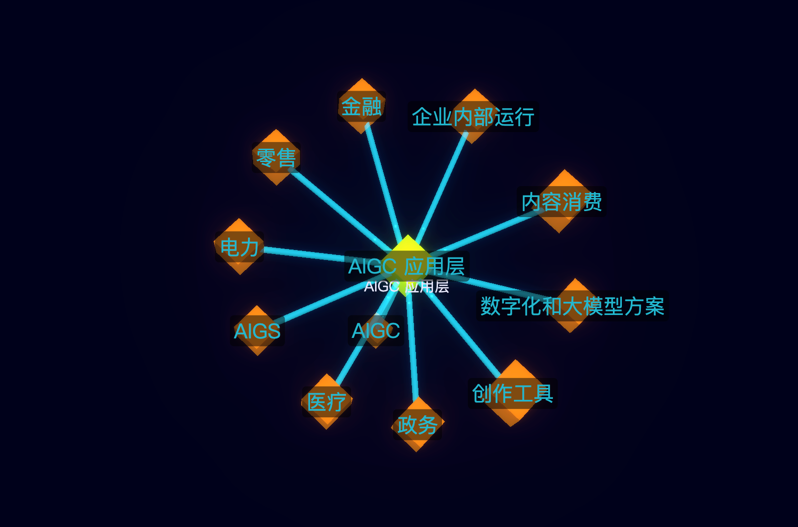 金融
企业内部运行
零售
内容消费
电力
AIGC 应用层
AIGC 应用层
数字化和大模型方案
AIGS
AIGC
创作工具
医疗
政务